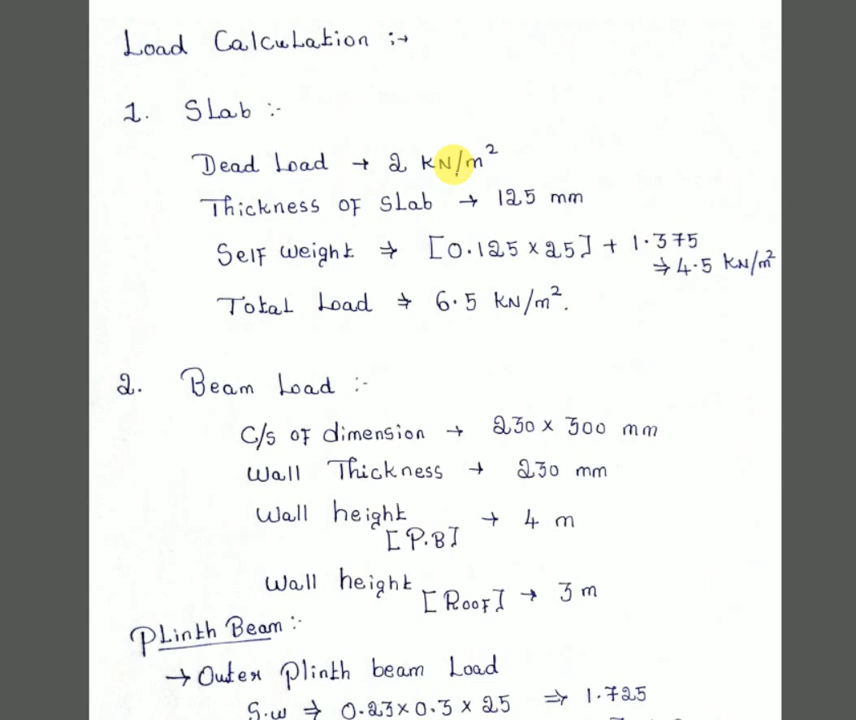 Load Calculation :→
1. Slab :-
Dead Load → 2 KN/m²
Thickness of Slab → 125 mm
Self weight ⇒ [0.125 × 25] + 1.375
⇒ 4.5 KN/m²
Total Load ⇒ 6.5 KN/m².
2. Beam Load :-
C/s of dimension → 230 × 300 mm
Wall Thickness → 230 mm
Wall height [P.B] → 4 m
Wall height [Roof] → 3 m
Plinth Beam :-
→ Outer plinth beam Load
S.w ⇒ 0.23 × 0.3 × 25 ⇒ 1.725